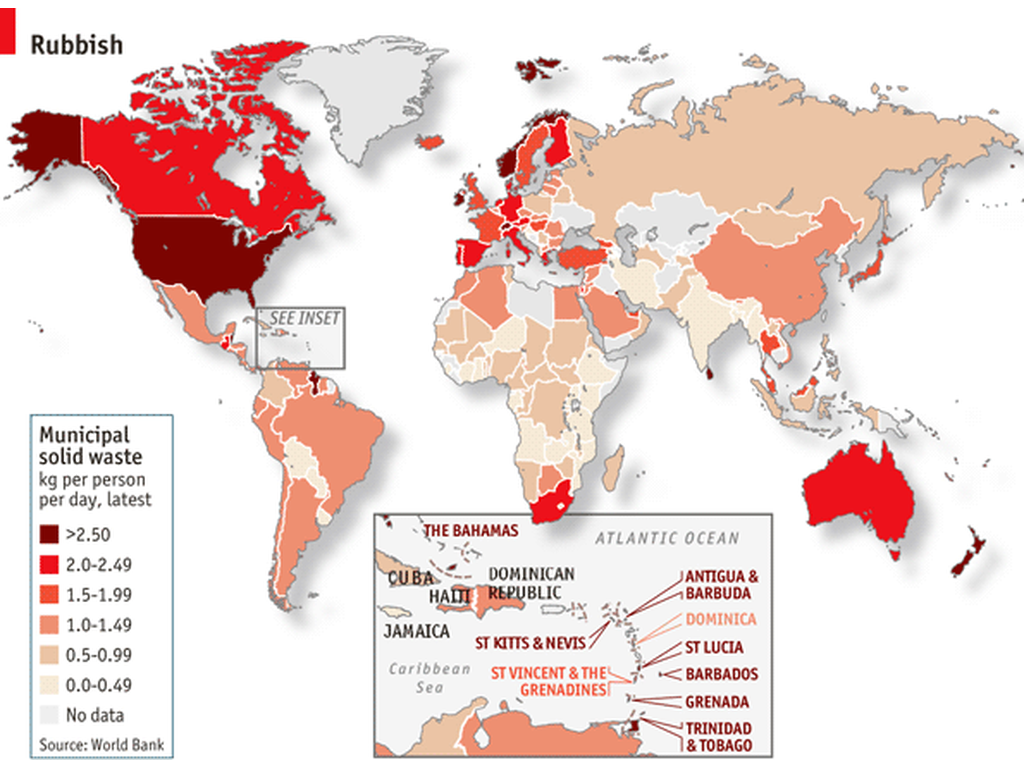 Rubbish
SEE INSET
Municipal
solid waste
kg per person
per day, latest
>2.50
2.0-2.49
1.5-1.99
1.0-1.49
0.5-0.99
0.0-0.49
No data
Source: World Bank
THE BAHAMAS
ATLANTIC OCEAN
CUBA
HAITI
DOMINICAN
REPUBLIC
JAMAICA
ST KITTS & NEVIS
Caribbean
Sea
ST VINCENT & THE
GRENADINES
ANTIGUA &
BARBUDA
DOMINICA
ST LUCIA
BARBADOS
GRENADA
TRINIDAD
& TOBAGO